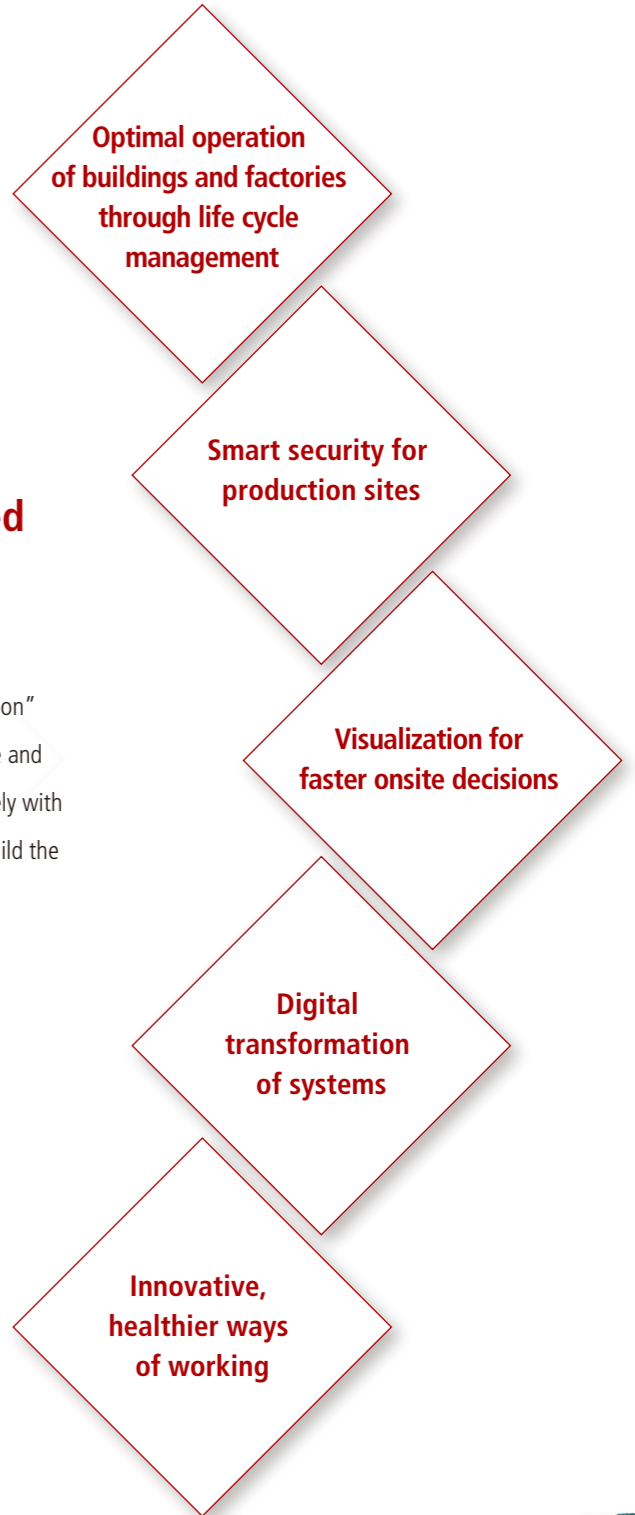 Optimal operation
of buildings and factories
through life cycle
management
Smart security for
production sites
d
on"
and
ly with
ild the
Visualization for
faster onsite decisions
Digital
transformation
of systems
Innovative,
healthier ways
of working